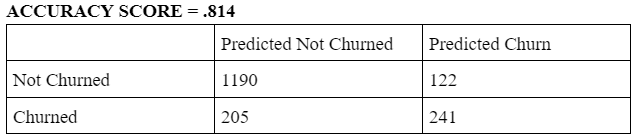 ACCURACY SCORE = .814
Predicted Not Churned Predicted Churn
Not Churned 1190 122
Churned 205 241